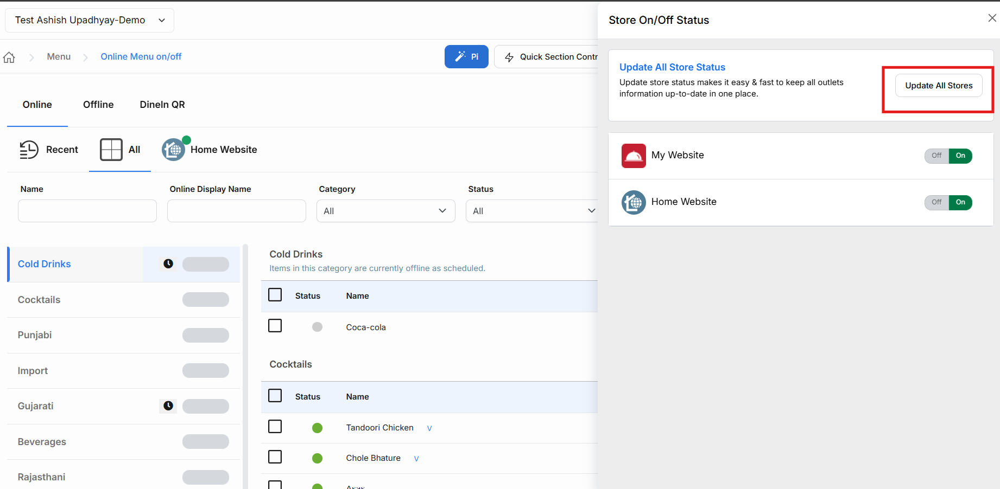 Test Ashish Upadhyay-Demo
Menu
Online Menu on/off
Pi
Quick Section Contr
Online
Offline
DineIn QR
Recent
All
Home Website
Name
Online Display Name
Category
Status
All
All
Cold Drinks
Cocktails
Punjabi
Import
Gujarati
Beverages
Rajasthani
Cold Drinks
Items in this category are currently offline as scheduled.
Status
Name
Coca-cola
Cocktails
Status
Name
Tandoori Chicken V
Chole Bhature V
Store On/Off Status
Update All Store Status
Update store status makes it easy & fast to keep all outlets
information up-to-date in one place.
Update All Stores
My Website
Off On
Home Website
Off On